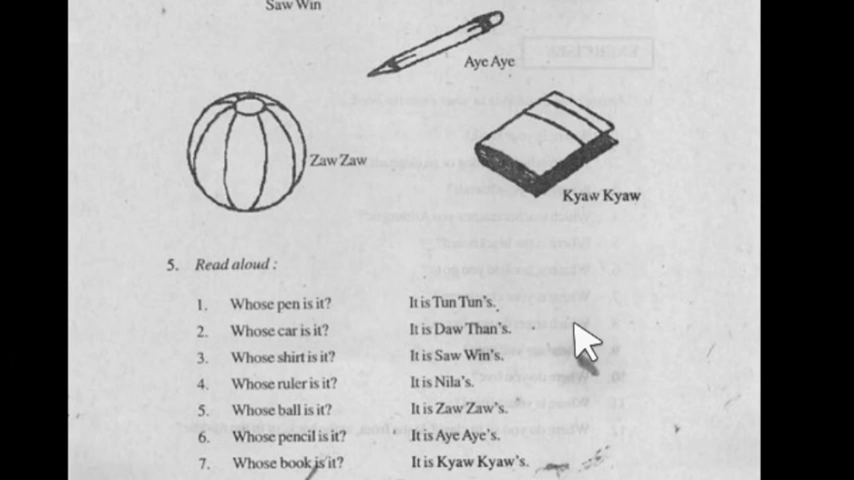 Saw Win
Aye Aye
Zaw Zaw
Kyaw Kyaw
5. Read aloud :
1. Whose pen is it? It is Tun Tun's.
2. Whose car is it? It is Daw Than's.
3. Whose shirt is it? It is Saw Win's.
4. Whose ruler is it? It is Nila's.
5. Whose ball is it? It is Zaw Zaw's.
6. Whose pencil is it? It is Aye Aye's.
7. Whose book is it? It is Kyaw Kyaw's.